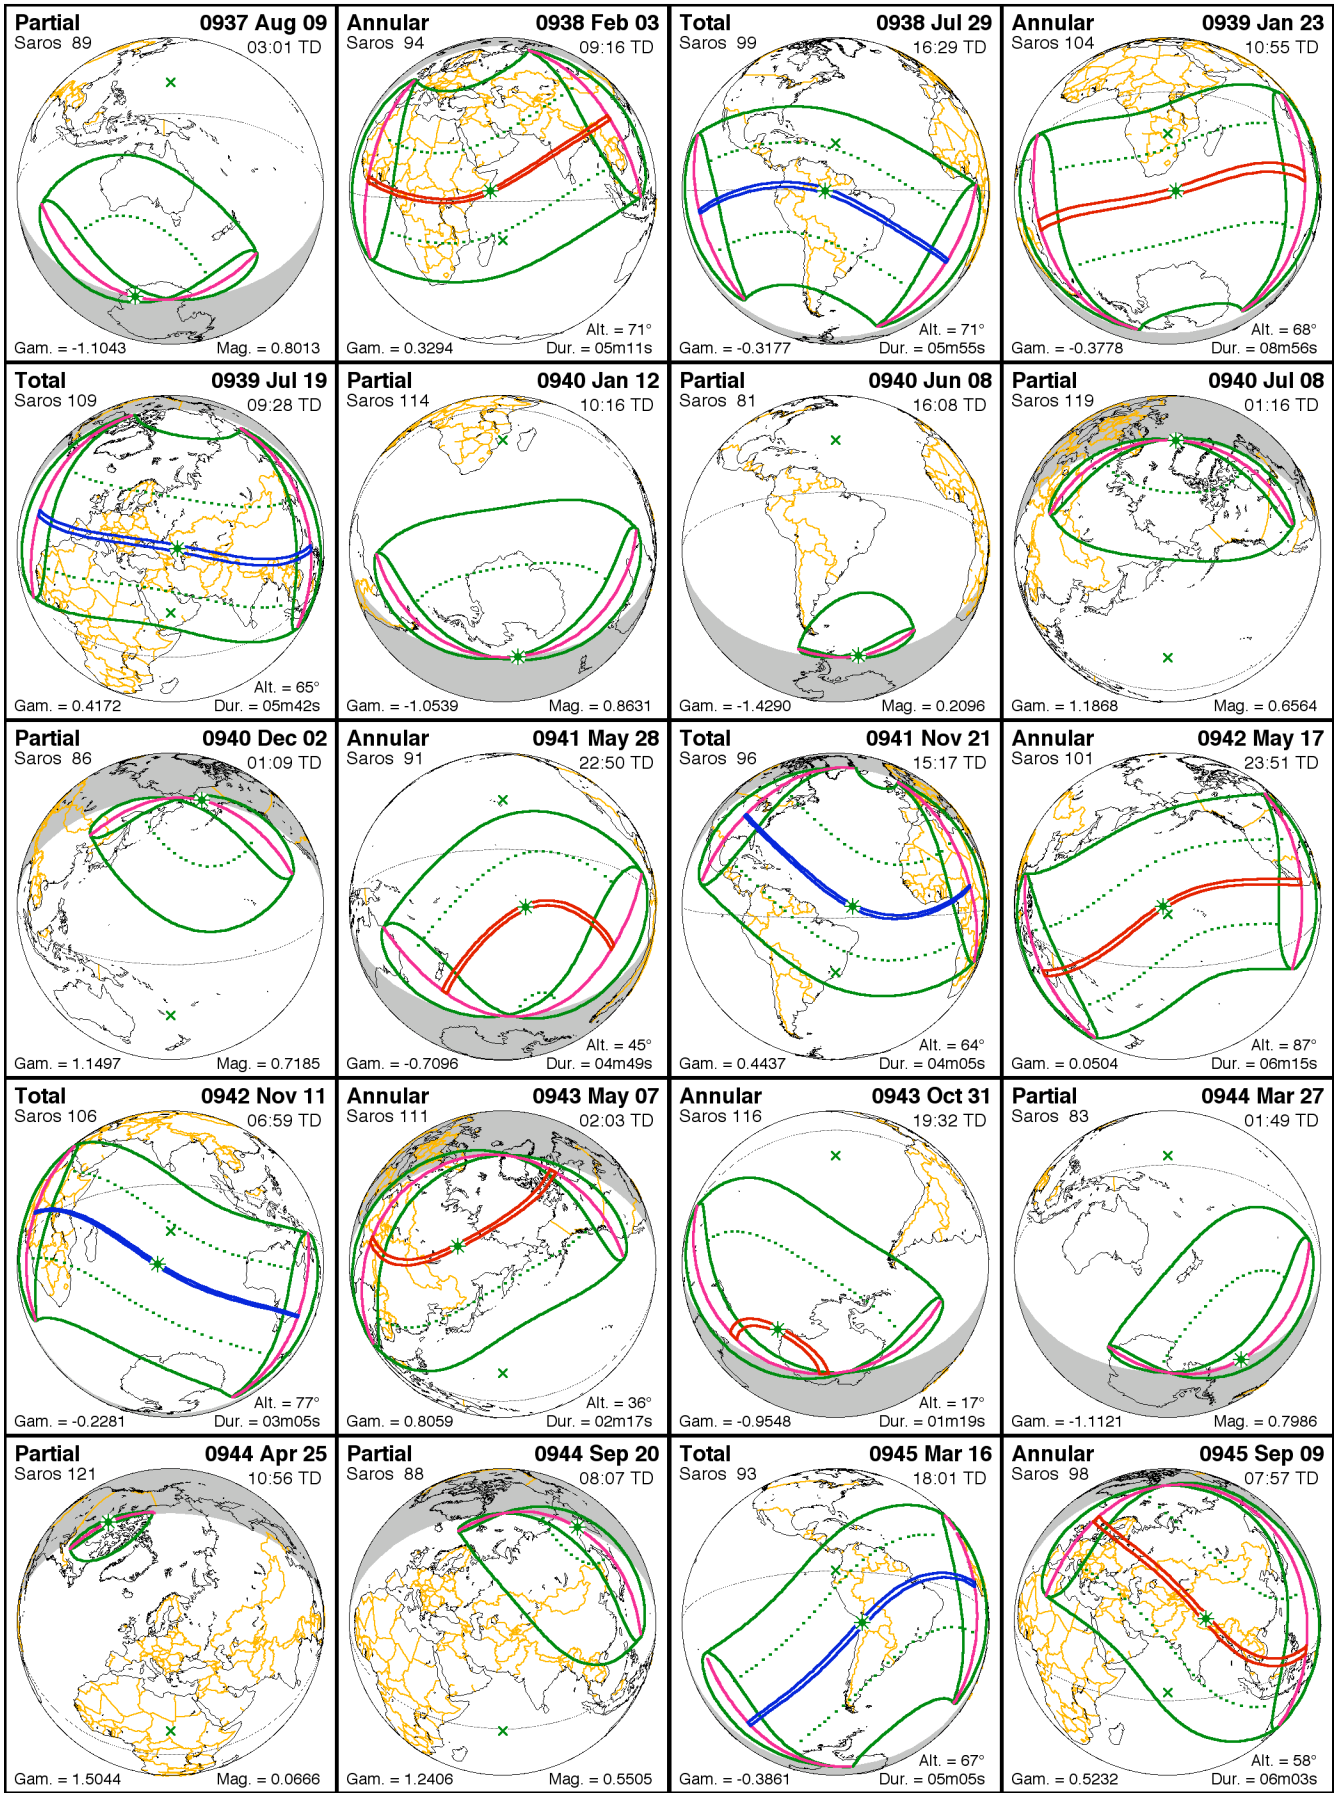 Partial 0937 Aug 09
Saros 89 03:01 TD
Gam. = -1.1043 Mag. = 0.8013
Annular 0938 Feb 03
Saros 94 09:16 TD
Alt. = 71°
Gam. = 0.3294 Dur. = 05m11s
Total 0938 Jul 29
Saros 99 16:29 TD
Alt. = 71°
Gam. = -0.3177 Dur. = 05m55s
Annular 0939 Jan 23
Saros 104 10:55 TD
Alt. = 68°
Gam. = -0.3778 Dur. = 08m56s
Total 0939 Jul 19
Saros 109 09:28 TD
Alt. = 65°
Gam. = 0.4172 Dur. = 05m42s
Partial 0940 Jan 12
Saros 114 10:16 TD
Gam. = -1.0539 Mag. = 0.8631
Partial 0940 Jun 08
Saros 81 16:08 TD
Gam. = -1.4290 Mag. = 0.2096
Partial 0940 Jul 08
Saros 119 01:16 TD
Gam. = 1.1868 Mag. = 0.6564
Partial 0940 Dec 02
Saros 86 01:09 TD
Gam. = 1.1497 Mag. = 0.7185
Annular 0941 May 28
Saros 91 22:50 TD
Alt. = 45°
Gam. = -0.7096 Dur. = 04m49s
Total 0941 Nov 21
Saros 96 15:17 TD
Alt. = 64°
Gam. = 0.4437 Dur. = 04m05s
Annular 0942 May 17
Saros 101 23:51 TD
Alt. = 87°
Gam. = 0.0504 Dur. = 06m15s
Total 0942 Nov 11
Saros 106 06:59 TD
Alt. = 77°
Gam. = -0.2281 Dur. = 03m05s
Annular 0943 May 07
Saros 111 02:03 TD
Alt. = 36°
Gam. = 0.8059 Dur. = 02m17s
Annular 0943 Oct 31
Saros 116 19:32 TD
Alt. = 17°
Gam. = -0.9548 Dur. = 01m19s
Partial 0944 Mar 27
Saros 83 01:49 TD
Gam. = -1.1121 Mag. = 0.7986
Partial 0944 Apr 25
Saros 121 10:56 TD
Gam. = 1.5044 Mag. = 0.0666
Partial 0944 Sep 20
Saros 88 08:07 TD
Gam. = 1.2406 Mag. = 0.5505
Total 0945 Mar 16
Saros 93 18:01 TD
Alt. = 67°
Gam. = -0.3861 Dur. = 05m05s
Annular 0945 Sep 09
Saros 98 07:57 TD
Alt. = 58°
Gam. = 0.5232 Dur. = 06m03s